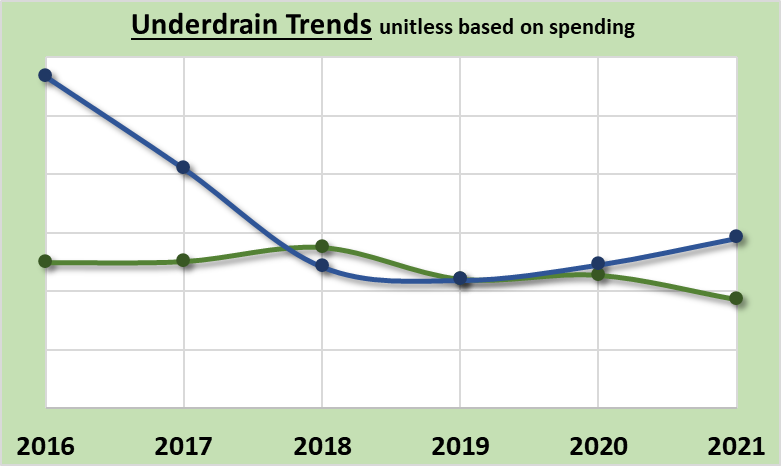 Underdrain Trends unitless based on spending
2016 2017 2018 2019 2020 2021